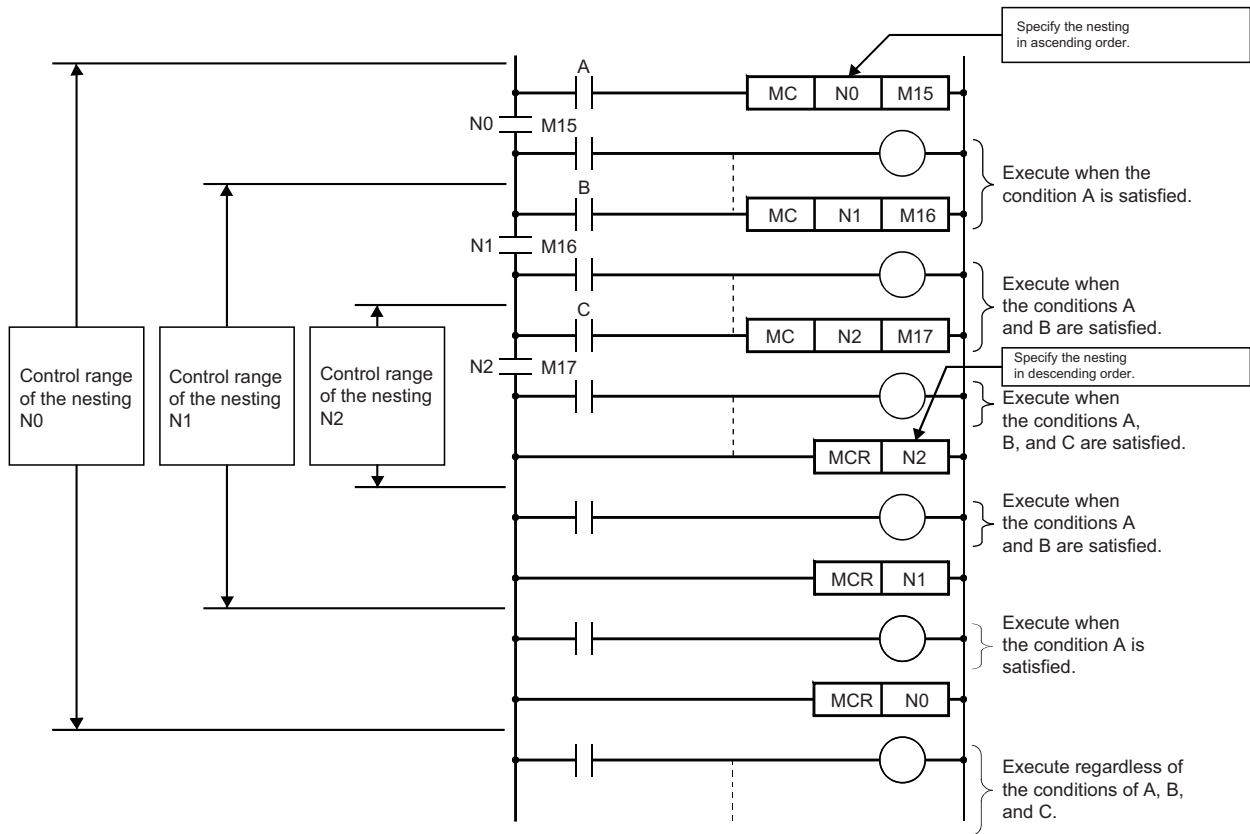 Specify the nesting
in ascending order.
A
MC N0 M15
N0 M15
Execute when the
condition A is satisfied.
B
MC N1 M16
N1 M16
Execute when
the conditions A
and B are satisfied.
C
MC N2 M17
N2 M17
Specify the nesting
in descending order.
Control range
of the nesting
N0
Control range
of the nesting
N1
Control range
of the nesting
N2
Execute when
the conditions A,
B, and C are satisfied.
MCR N2
Execute when
the conditions A
and B are satisfied.
MCR N1
Execute when
the condition A is
satisfied.
MCR N0
Execute regardless of
the conditions of A, B,
and C.